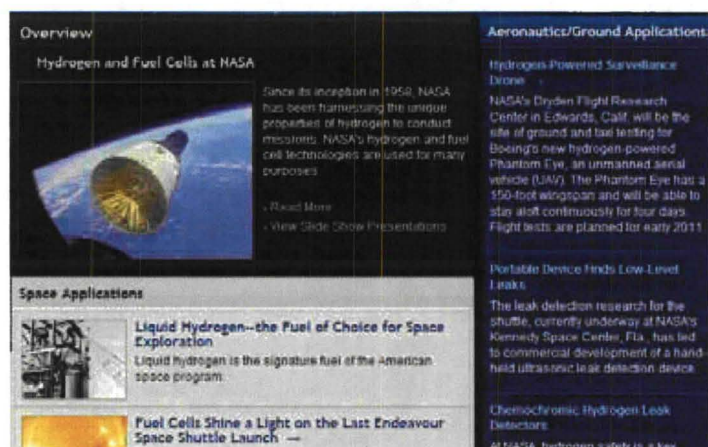 Overview
Hydrogen and Fuel Cells at NASA
Since its inception in 1958, NASA
has been harnessing the unique
properties of hydrogen to conduct
missions. NASA's hydrogen and fuel
cell technologies are used for many
purposes.
Read More
View Slide Show Presentations
Space Applications
Liquid Hydrogen--the Fuel of Choice for Space
Exploration
Liquid hydrogen is the signature fuel of the American
space program.
Fuel Cells Shine a Light on the Last Endeavour
Space Shuttle Launch
Aeronautics/Ground Applications
Hydrogen-Powered Surveillance
Drone
NASA's Dryden Flight Research
Center in Edwards, Calif. will be the
site of ground and taxi testing for
Boeing's new hydrogen-powered
Phantom Eye, an unmanned aerial
vehicle (UAV). The Phantom Eye has a
150-foot wingspan and will be able to
stay aloft continuously for four days.
Flight tests are planned for early 2011.
Portable Device Finds Low-Level
Leaks
The leak detection research for the
shuttle, currently underway at NASA's
Kennedy Space Center, Fla., has led
to commercial development of a hand-
held ultrasonic leak detection device.
Chemochromic Hydrogen Leak
Detectors
At NASA, hydrogen safety is a key